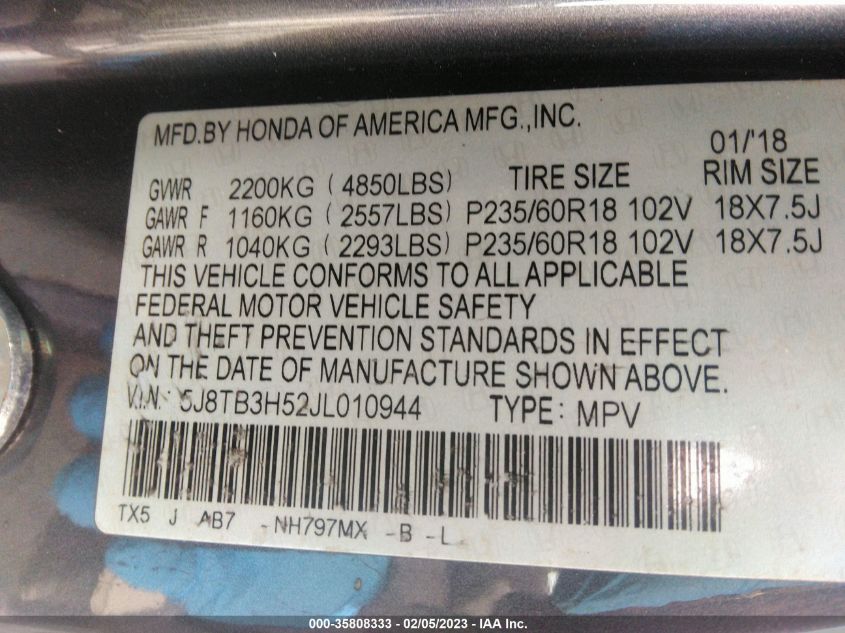 MFD.BY HONDA OF AMERICA MFG.,INC.
01/'18
GVWR 2200KG (4850LBS) TIRE SIZE RIM SIZE
GAWR F 1160KG (2557LBS) P235/60R18 102V 18X7.5J
GAWR R 1040KG (2293LBS) P235/60R18 102V 18X7.5J
THIS VEHICLE CONFORMS TO ALL APPLICABLE
FEDERAL MOTOR VEHICLE SAFETY
AND THEFT PREVENTION STANDARDS IN EFFECT
ON THE DATE OF MANUFACTURE SHOWN ABOVE.
V.I.N: 5J8TB3H52JL010944 TYPE: MPV
TX5 J AB7 -NH797MX -B -L
000-35808333 - 02/05/2023 - IAA Inc.